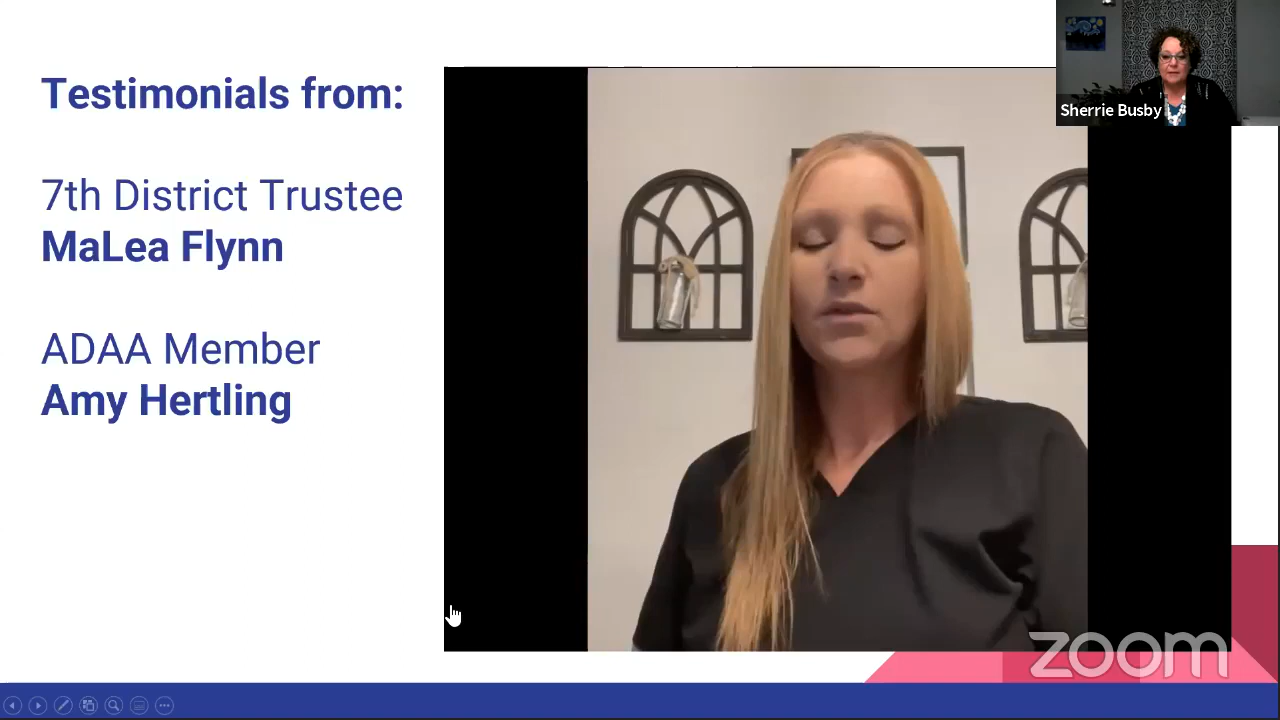 Testimonials from:
7th District Trustee
MaLea Flynn
ADAA Member
Amy Hertling
Sherrie Busby
zoom